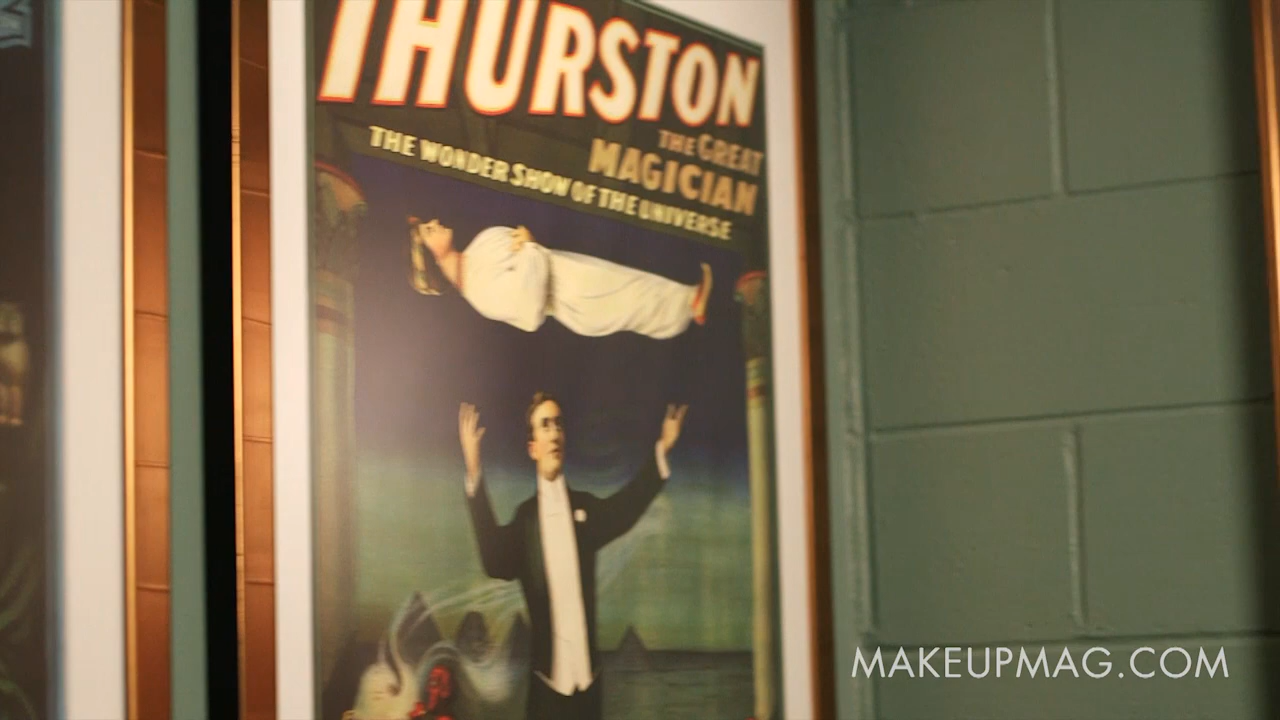 THURSTON
THE GREAT
MAGICIAN
THE WONDER SHOW OF THE UNIVERSE
MAKEUPMAG.COM